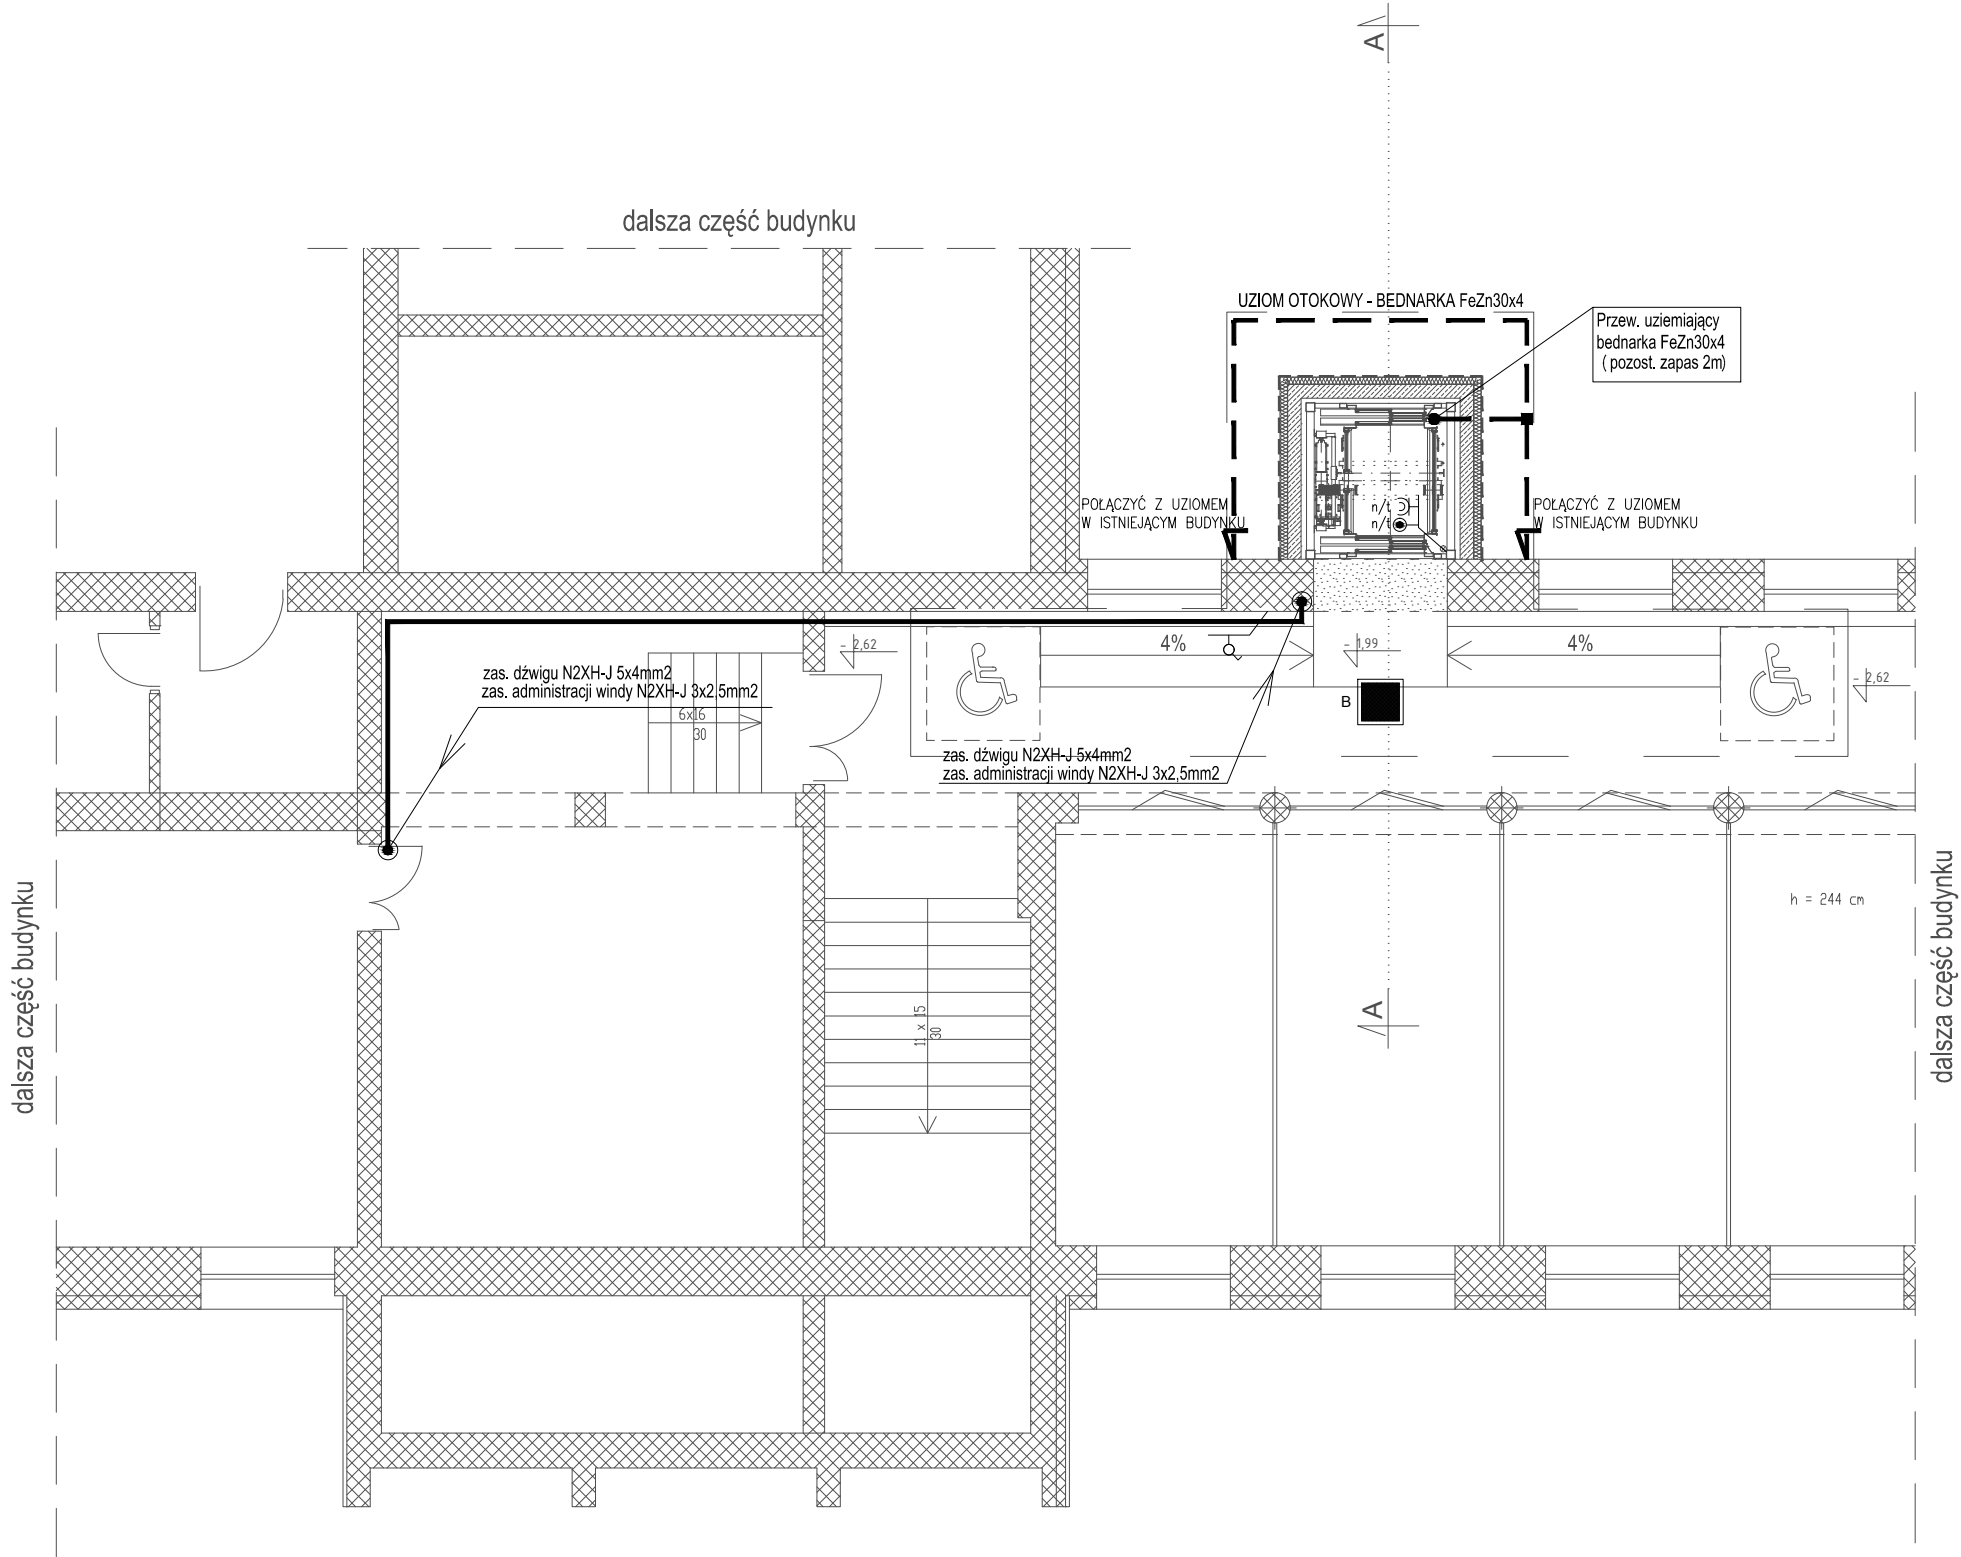 A
dalsza część budynku
UZIOM OTOKOWY - BEDNARKA FeZn30x4
Przew. uziemiający
bednarka FeZn30x4
( pozost. zapas 2m)
POŁĄCZYĆ Z UZIOMEM
W ISTNIEJĄCYM BUDYNKU
n/t
n/t
POŁĄCZYĆ Z UZIOMEM
W ISTNIEJĄCYM BUDYNKU
- 2,62
4%
- 1,99
4%
- 2,62
zas. dźwigu N2XH-J 5x4mm2
zas. administracji windy N2XH-J 3x2,5mm2
6x16
30
B
zas. dźwigu N2XH-J 5x4mm2
zas. administracji windy N2XH-J 3x2,5mm2
h = 244 cm
dalsza część budynku
dalsza część budynku
11 x 15
30
A